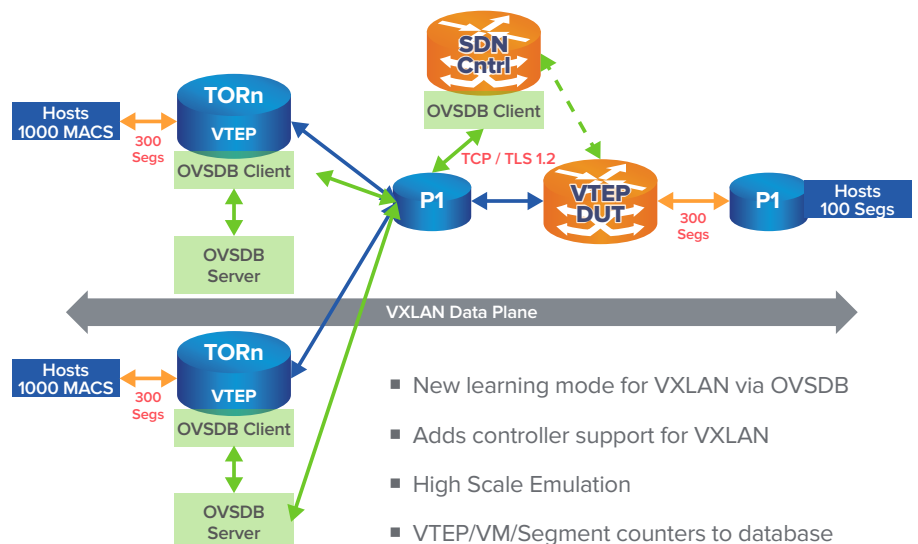 SDN
Cntrl
OVSDB Client
TORn
VTEP
Hosts
1000 MACS
300
Segs
OVSDB Client
TCP / TLS 1.2
P1
VTEP
DUT
300
Segs
P1
Hosts
100 Segs
OVSDB
Server
VXLAN Data Plane
TORn
VTEP
Hosts
1000 MACS
300
Segs
OVSDB Client
OVSDB
Server
▪ New learning mode for VXLAN via OVSDB
▪ Adds controller support for VXLAN
▪ High Scale Emulation
▪ VTEP/VM/Segment counters to database